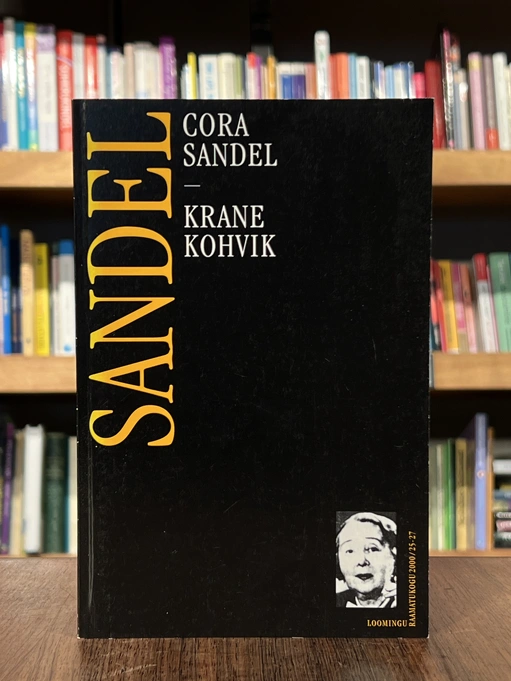 SANDEL
CORA
SANDEL
—
KRANE
KOHVIK
LOOMINGU
RAAMATUKOGU 2000 / 25-27